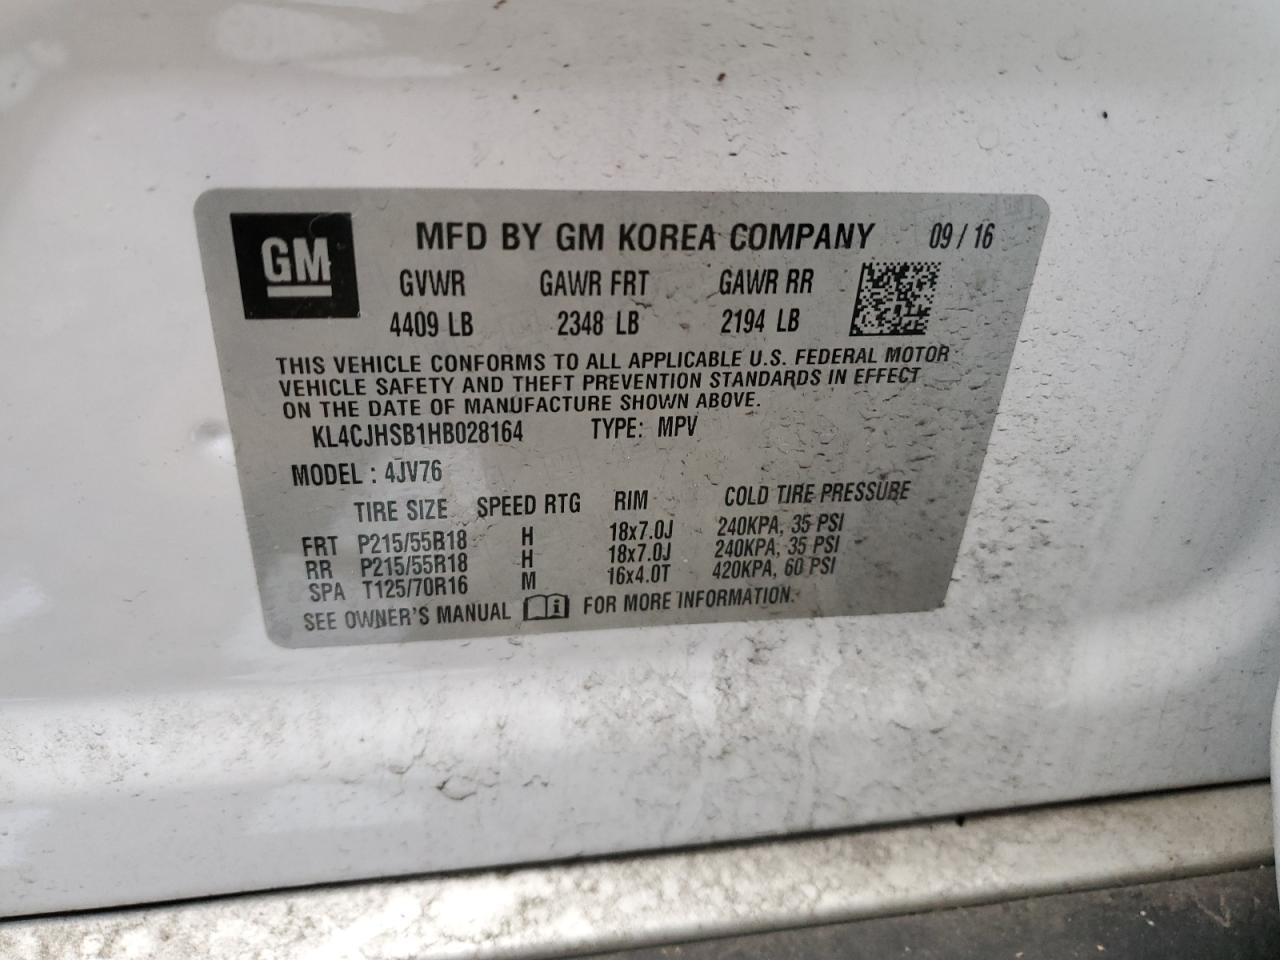 GM
MFD BY GM KOREA COMPANY 09 / 16
GVWR GAWR FRT GAWR RR
4409 LB 2348 LB 2194 LB
THIS VEHICLE CONFORMS TO ALL APPLICABLE U.S. FEDERAL MOTOR
VEHICLE SAFETY AND THEFT PREVENTION STANDARDS IN EFFECT
ON THE DATE OF MANUFACTURE SHOWN ABOVE.
KL4CJHSB1HB028164 TYPE: MPV
MODEL : 4JV76
TIRE SIZE SPEED RTG RIM COLD TIRE PRESSURE
FRT P215/55R18 H 18x7.0J 240KPA, 35 PSI
RR P215/55R18 H 18x7.0J 240KPA, 35 PSI
SPA T125/70R16 M 16x4.0T 420KPA, 60 PSI
SEE OWNER'S MANUAL i FOR MORE INFORMATION.